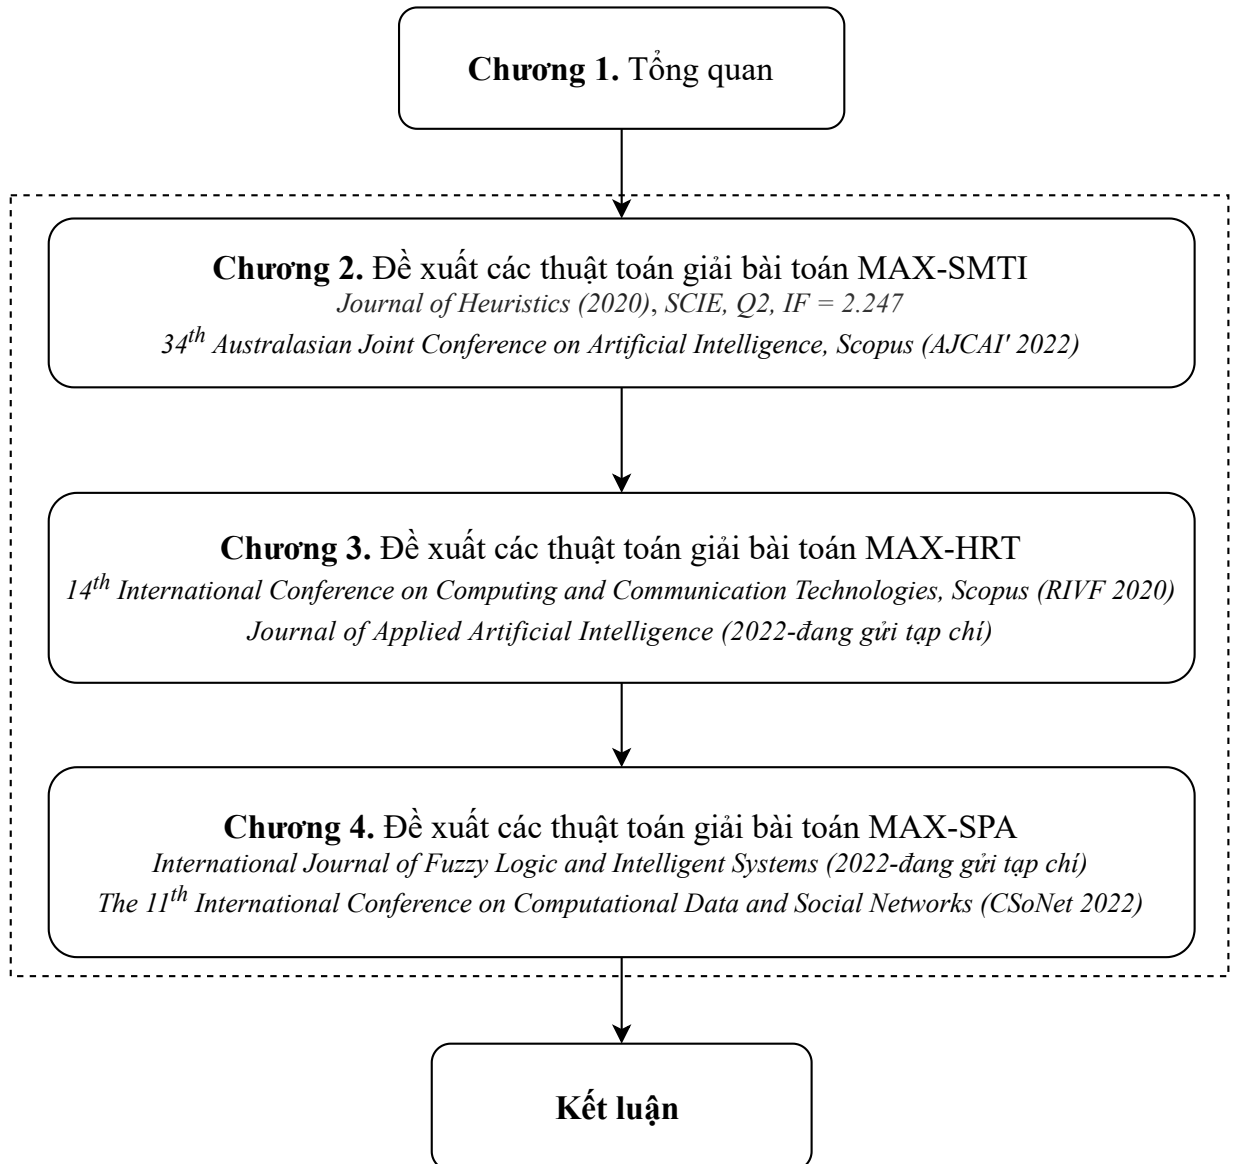 Chương 1. Tổng quan
Chương 2. Đề xuất các thuật toán giải bài toán MAX-SMTI
Journal of Heuristics (2020), SCIE, Q2, IF = 2.247
34th Australasian Joint Conference on Artificial Intelligence, Scopus (AJCAI' 2022)
Chương 3. Đề xuất các thuật toán giải bài toán MAX-HRT
14th International Conference on Computing and Communication Technologies, Scopus (RIVF 2020)
Journal of Applied Artificial Intelligence (2022-đang gửi tạp chí)
Chương 4. Đề xuất các thuật toán giải bài toán MAX-SPA
International Journal of Fuzzy Logic and Intelligent Systems (2022-đang gửi tạp chí)
The 11th International Conference on Computational Data and Social Networks (CSoNet 2022)
Kết luận